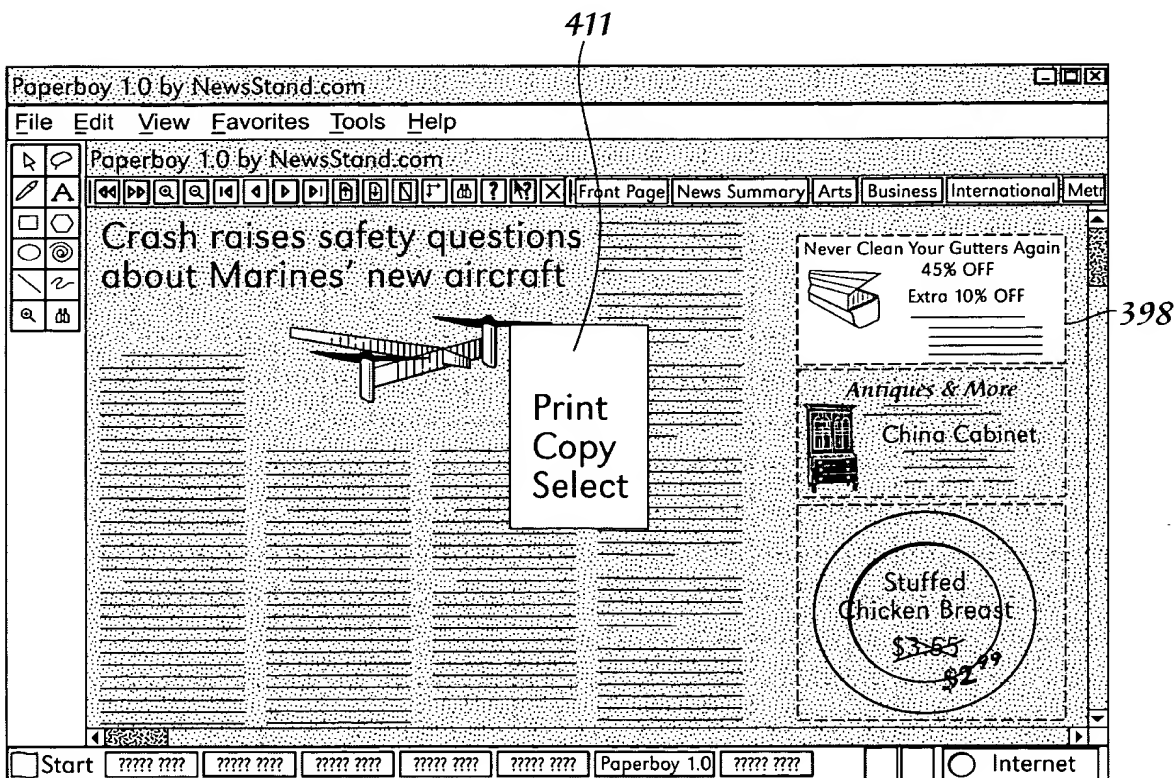 411
Paperboy 1.0 by NewsStand.com
File Edit View Favorites Tools Help
Paperboy 1.0 by NewsStand.com
A ? ? Front Page News Summary Arts Business International Metr
Crash raises safety questions
about Marines' new aircraft
Never Clean Your Gutters Again
45% OFF
Extra 10% OFF
398
Antiques & More
China Cabinet
Print
Copy
Select
Stuffed
Chicken Breast
$3.65
$2.99
Start ????? ???? ????? ???? ????? ???? ????? ???? ????? ???? Paperboy 1.0 ????? ???? Internet